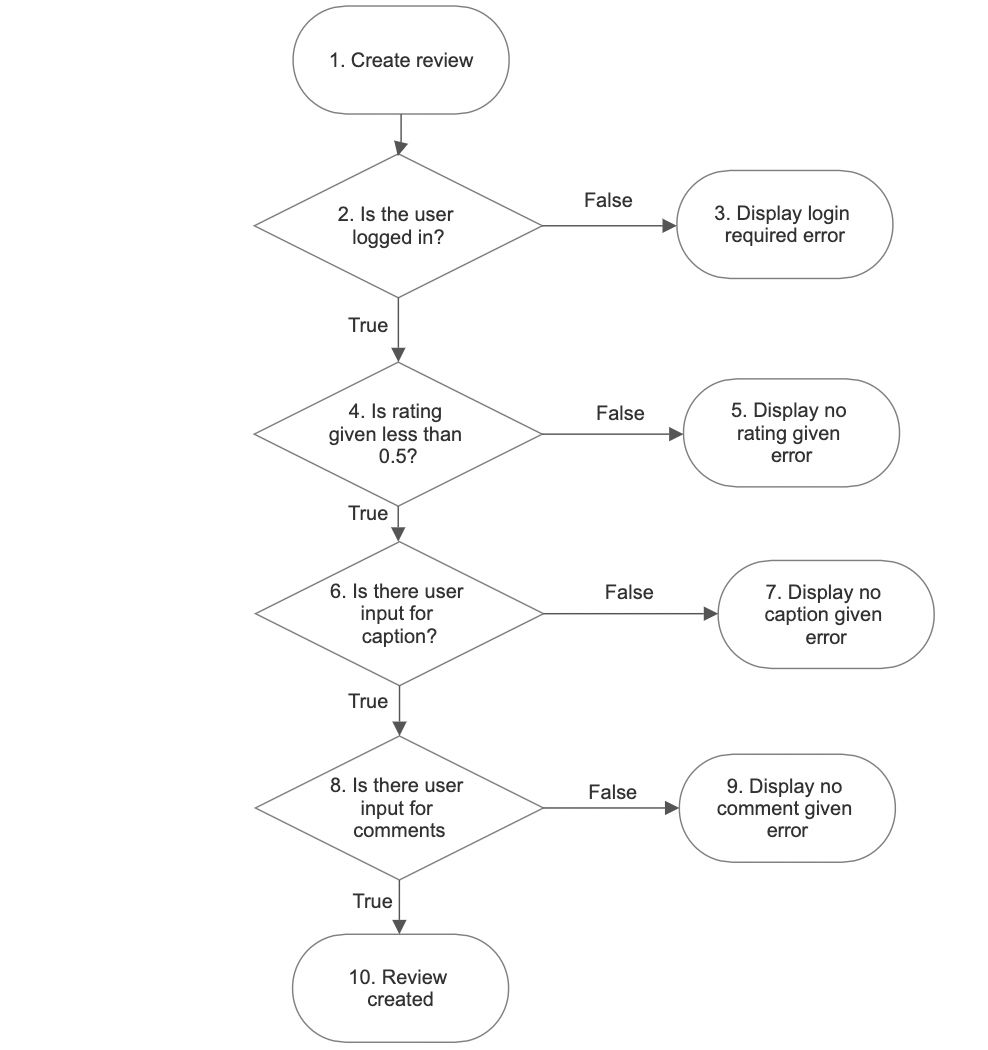 1. Create review
2. Is the user
logged in?
False
3. Display login
required error
True
4. Is rating
given less than
0.5?
False
5. Display no
rating given
error
True
6. Is there user
input for
caption?
False
7. Display no
caption given
error
True
8. Is there user
input for
comments
False
9. Display no
comment given
error
True
10. Review
created